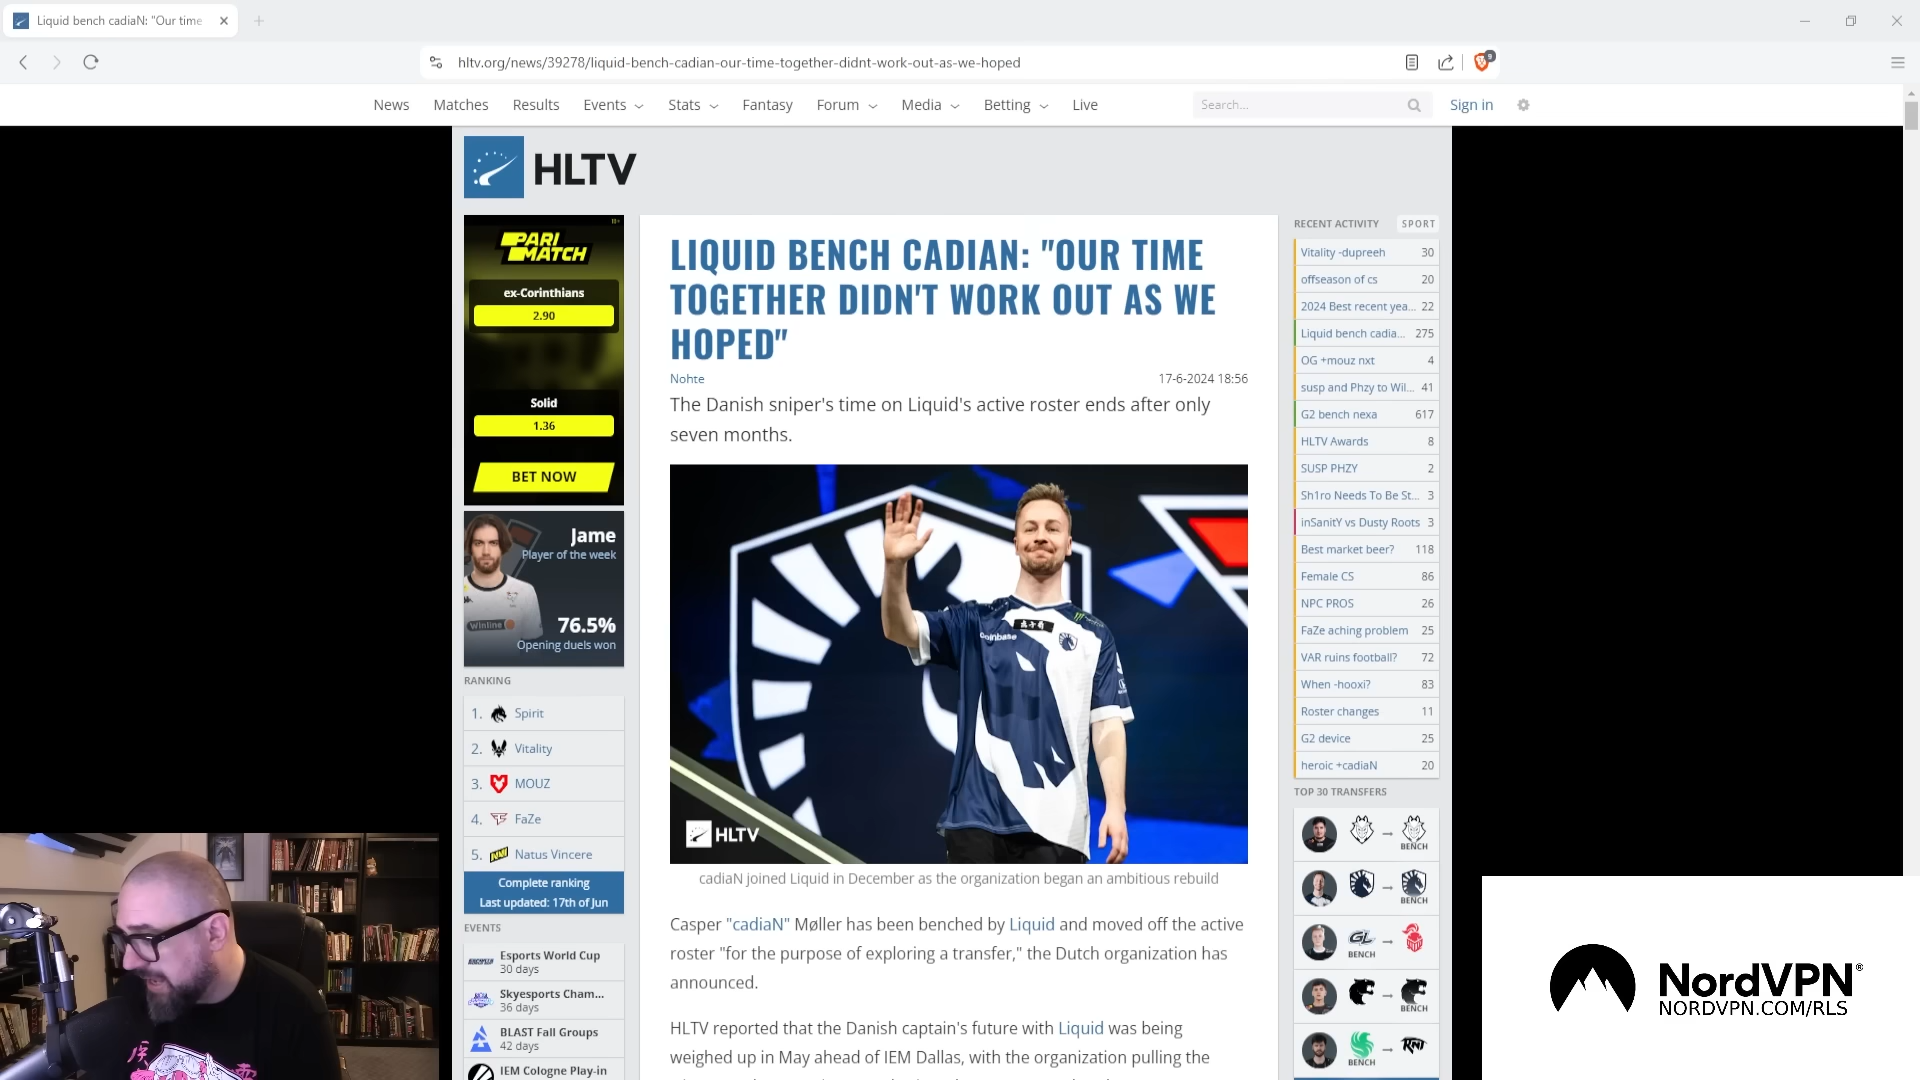 Liquid bench cadiaN: "Our time
hltv.org/news/39278/liquid-bench-cadian-our-time-together-didnt-work-out-as-we-hoped
9
News
Matches
Results
Events
Stats
Fantasy
Forum
Media
Betting
Live
Search...
Sign in
HLTV
PARI
MATCH
ex-Corinthians
2.90
Solid
1.36
BET NOW
Jame
Player of the week
winline
76.5%
Opening duels won
RANKING
1. Spirit
2. Vitality
3. MOUZ
4. FaZe
5. Natus Vincere
Complete ranking
Last updated: 17th of Jun
EVENTS
Esports World Cup
30 days
Skyesports Cham...
36 days
BLAST Fall Groups
42 days
IEM Cologne Play-in
LIQUID BENCH CADIAN: "OUR TIME
TOGETHER DIDN'T WORK OUT AS WE
HOPED"
Nohte
17-6-2024 18:56
The Danish sniper's time on Liquid's active roster ends after only
seven months.
coinbase
HLTV
cadiaN joined Liquid in December as the organization began an ambitious rebuild
Casper "cadiaN" Møller has been benched by Liquid and moved off the active
roster "for the purpose of exploring a transfer," the Dutch organization has
announced.
HLTV reported that the Danish captain's future with Liquid was being
weighed up in May ahead of IEM Dallas, with the organization pulling the
RECENT ACTIVITY
SPORT
Vitality -dupreeh 30
offseason of cs 20
2024 Best recent yea... 22
Liquid bench cadia... 275
OG +mouz nxt 4
susp and Phzy to Wil... 41
G2 bench nexa 617
HLTV Awards 8
SUSP PHZY 2
Sh1ro Needs To Be St... 3
inSanitY vs Dusty Roots 3
Best market beer? 118
Female CS 86
NPC PROS 26
FaZe aching problem 25
VAR ruins football? 72
When -hooxi? 83
Roster changes 11
G2 device 25
heroic +cadiaN 20
TOP 30 TRANSFERS
BENCH
BENCH
GL
BENCH
BENCH
BENCH
NordVPN®
NORDVPN.COM/RLS